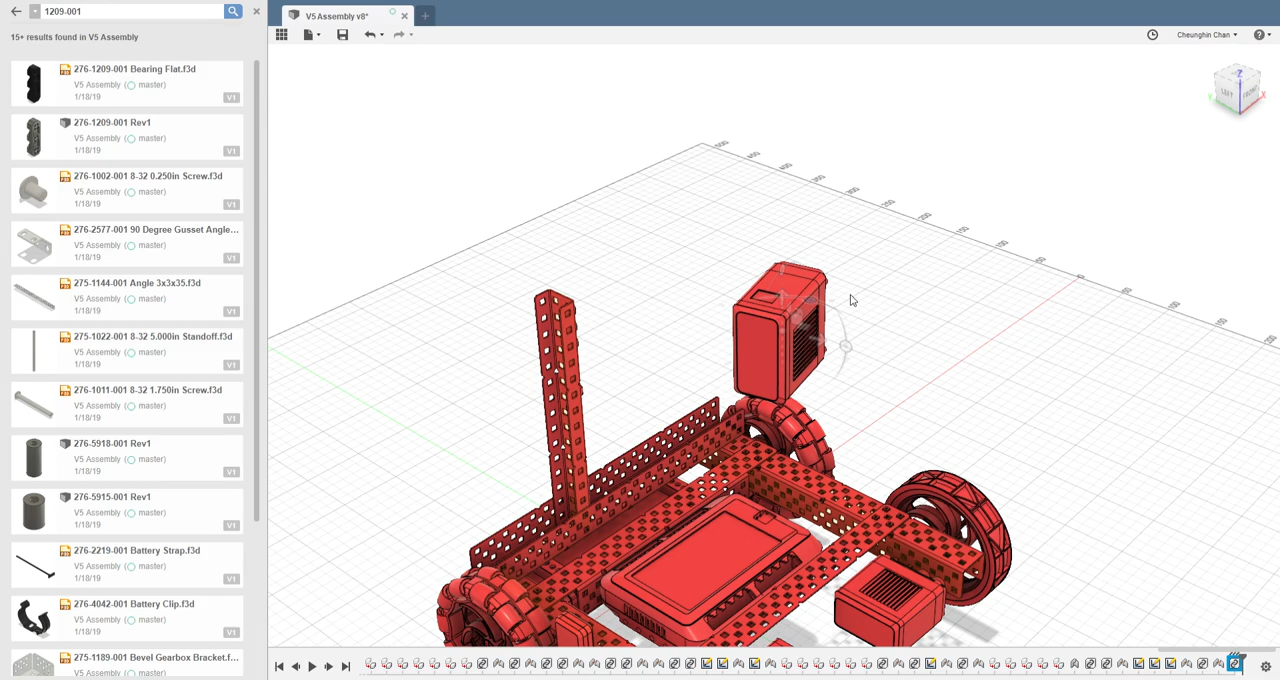 1209-001
15+ results found in V5 Assembly
276-1209-001 Bearing Flat.f3d
V5 Assembly (master)
1/18/19
V1
276-1209-001 Rev1
V5 Assembly (master)
1/18/19
V1
276-1002-001 8-32 0.250in Screw.f3d
V5 Assembly (master)
1/18/19
V1
276-2577-001 90 Degree Gusset Angle...
V5 Assembly (master)
1/18/19
V1
275-1144-001 Angle 3x3x35.f3d
V5 Assembly (master)
1/18/19
V1
275-1022-001 8-32 5.000in Standoff.f3d
V5 Assembly (master)
1/18/19
V1
276-1011-001 8-32 1.750in Screw.f3d
V5 Assembly (master)
1/18/19
V1
276-5918-001 Rev1
V5 Assembly (master)
1/18/19
V1
276-5915-001 Rev1
V5 Assembly (master)
1/18/19
V1
276-2219-001 Battery Strap.f3d
V5 Assembly (master)
1/18/19
V1
276-4042-001 Battery Clip.f3d
V5 Assembly (master)
1/18/19
V1
275-1189-001 Bevel Gearbox Bracket.f...
V5 Assembly (master)
V5 Assembly v8*
Cheunghin Chan
LEFT
FRONT
Z
X